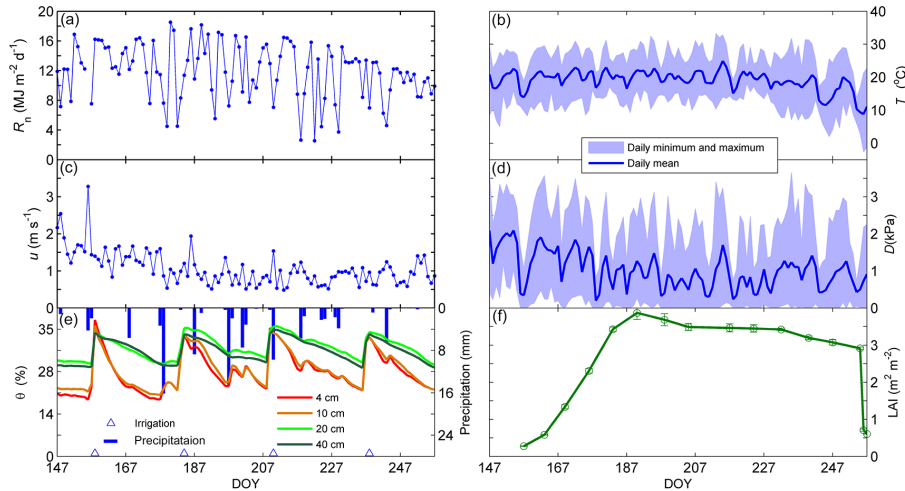 (a)
20
16
12
8
4
0
Rn (MJ m-2 d-1)
(b)
40
30
20
10
0
T (oC)
Daily minimum and maximum
Daily mean
(c)
3
2
1
0
u (m s-1)
(d)
3
2
1
0
D(kPa)
(e)
35
28
21
14
0
θ (%)
0
8
16
24
Precipitation (mm)
Irrigation
Precipitataion
4 cm
10 cm
20 cm
40 cm
147 167 187 207 227 247
DOY
(f)
3
2
1
0
LAI (m2 m-2)
147 167 187 207 227 247
DOY